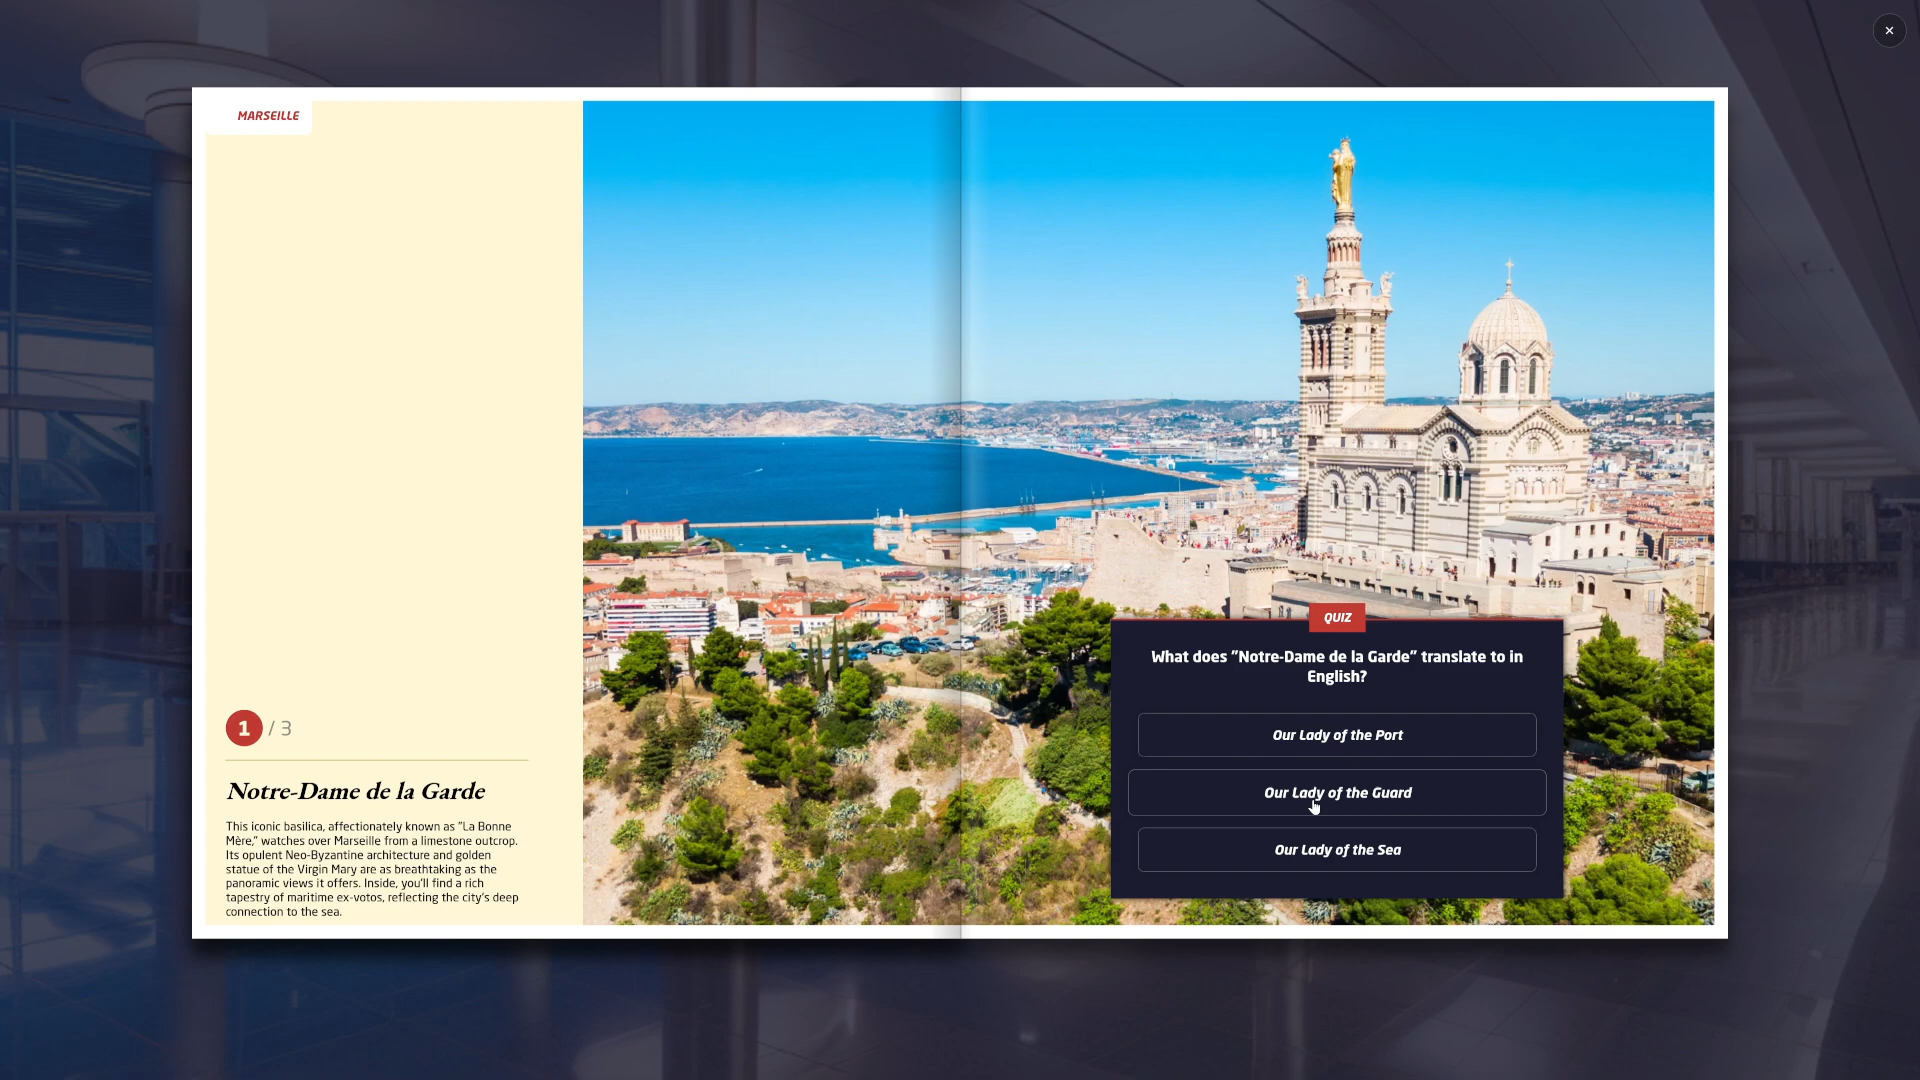 MARSEILLE
1 / 3
Notre-Dame de la Garde
This iconic basilica, affectionately known as "La Bonne
Mère," watches over Marseille from a limestone outcrop.
Its opulent Neo-Byzantine architecture and golden
statue of the Virgin Mary are as breathtaking as the
panoramic views it offers. Inside, you'll find a rich
tapestry of maritime ex-votos, reflecting the city's deep
connection to the sea.
QUIZ
What does "Notre-Dame de la Garde" translate to in
English?
Our Lady of the Port
Our Lady of the Guard
Our Lady of the Sea